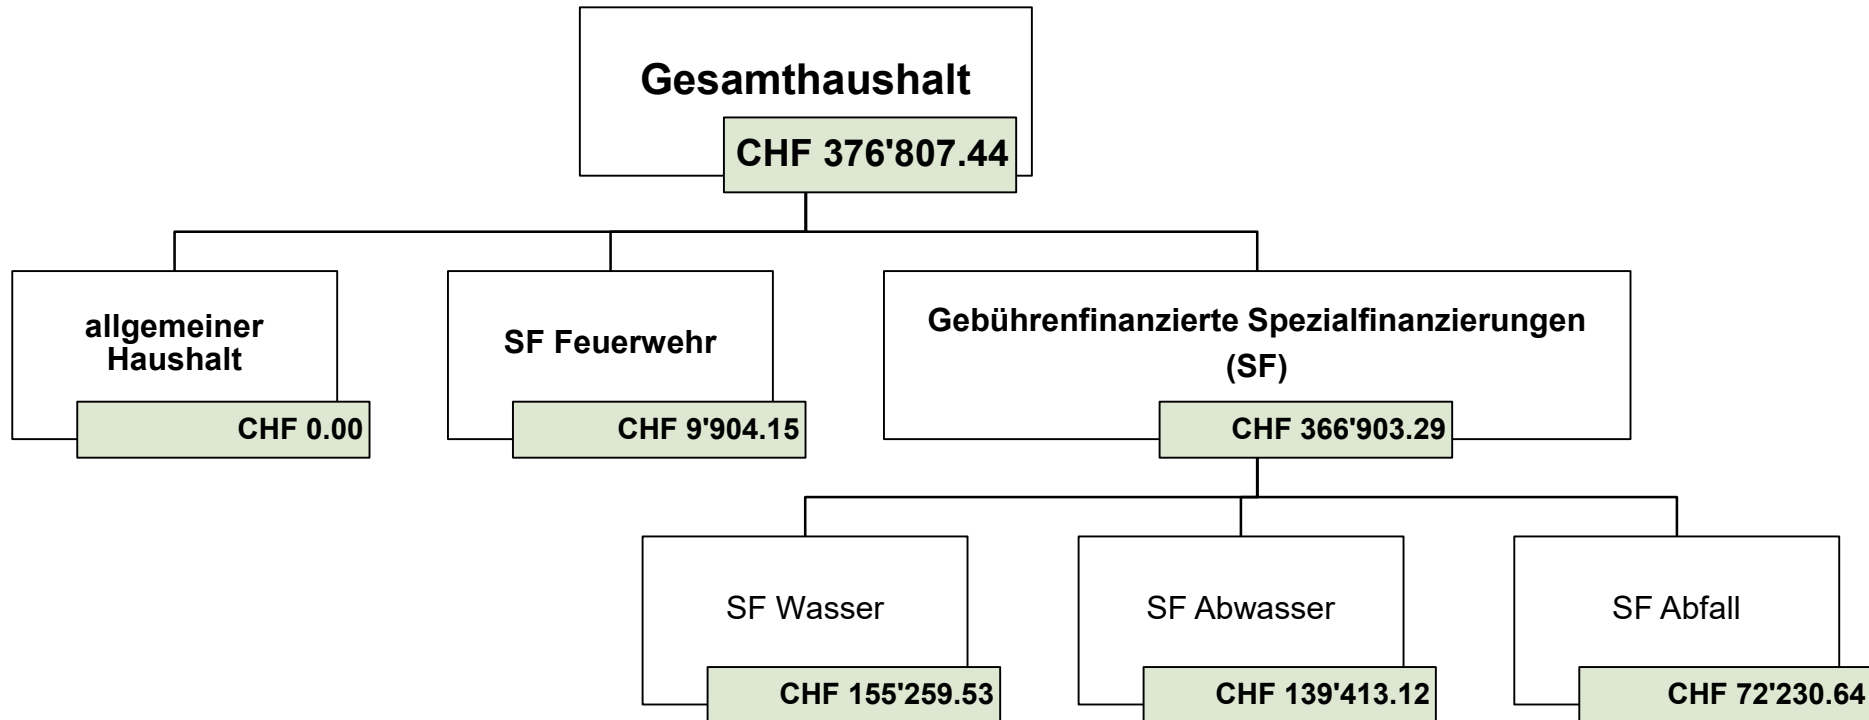 Gesamthaushalt
CHF 376'807.44
allgemeiner
Haushalt
CHF 0.00
SF Feuerwehr
CHF 9'904.15
Gebührenfinanzierte Spezialfinanzierungen
(SF)
CHF 366'903.29
SF Wasser
CHF 155'259.53
SF Abwasser
CHF 139'413.12
SF Abfall
CHF 72'230.64